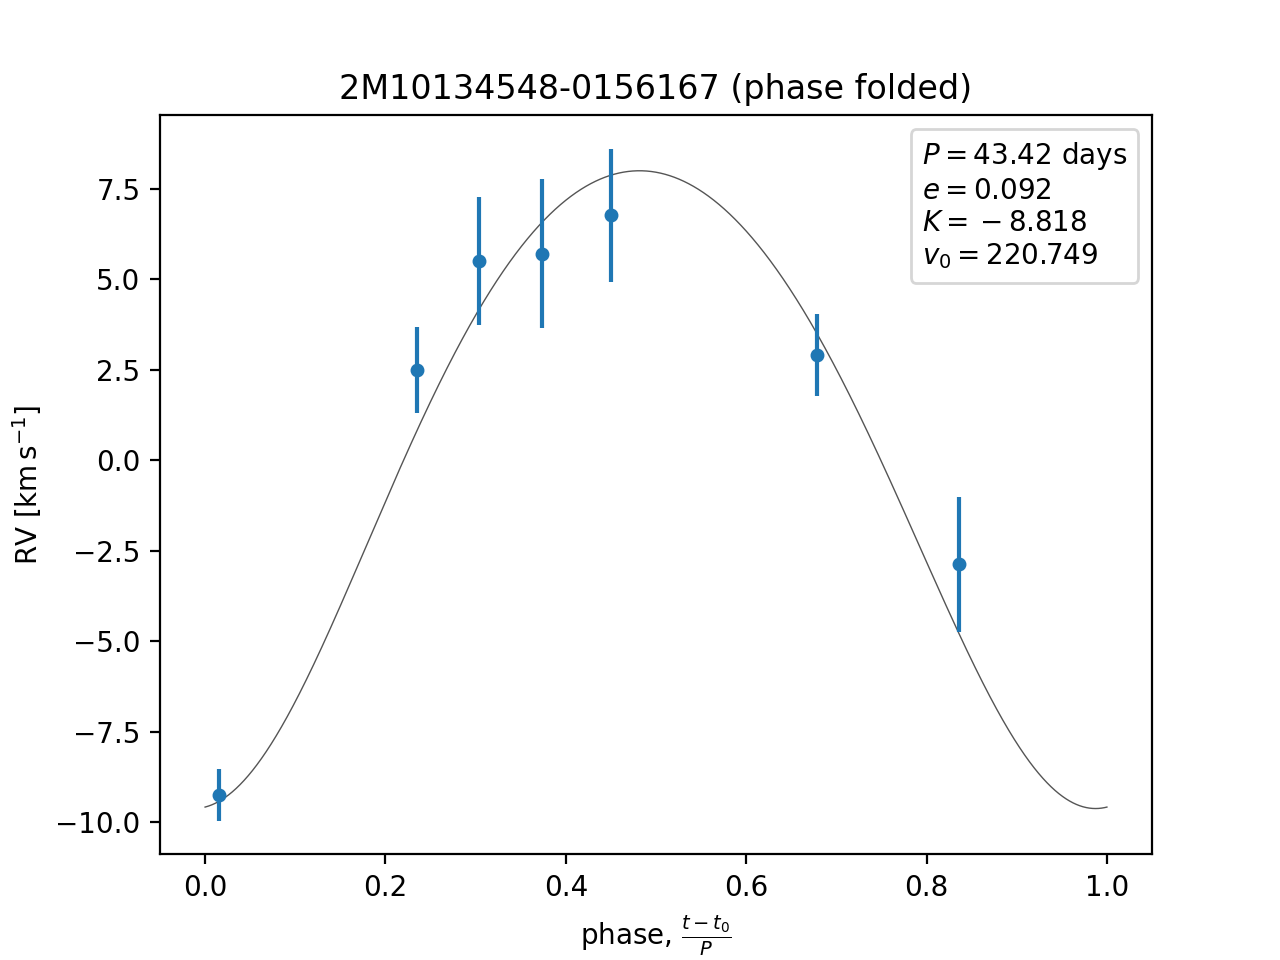 2M10134548-0156167 (phase folded)
P = 43.42 days
e = 0.092
K = −8.818
v₀ = 220.749
RV [km s⁻¹]
7.5
5.0
2.5
0.0
−2.5
−5.0
−7.5
−10.0
0.0 0.2 0.4 0.6 0.8 1.0
phase, (t − t₀)/P